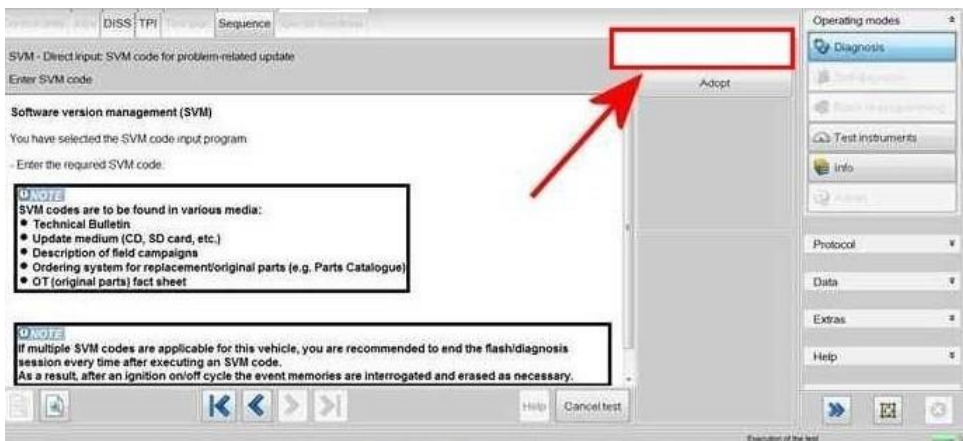 DISS TPI Sequence
SVM - Direct input: SVM code for problem-related update
Enter SVM code
Adopt
Software version management (SVM)
You have selected the SVM code input program
- Enter the required SVM code.
NOTE
SVM codes are to be found in various media:
• Technical Bulletin
• Update medium (CD, SD card, etc.)
• Description of field campaigns
• Ordering system for replacement/original parts (e.g. Parts Catalogue)
• OT (original parts) fact sheet
NOTE
If multiple SVM codes are applicable for this vehicle, you are recommended to end the flash/diagnosis
session every time after executing an SVM code.
As a result, after an ignition on/off cycle the event memories are interrogated and erased as necessary.
Help
Cancel test
Operating modes
Diagnosis
Test instruments
Info
Admin
Protocol
Data
Extras
Help
Execution of the test